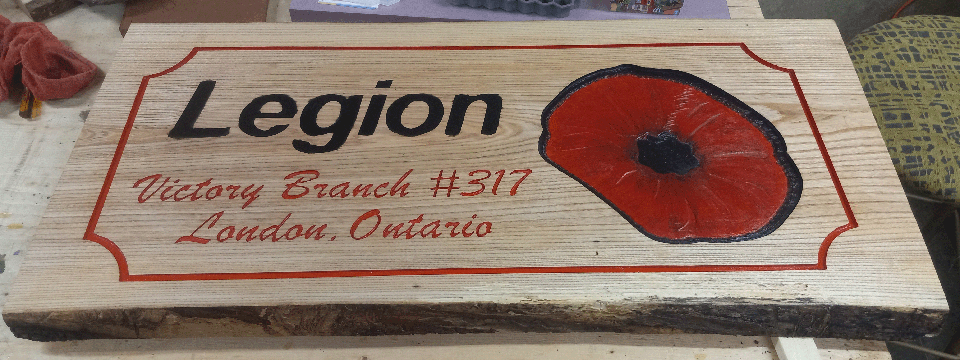 Legion
Victory Branch #317
London, Ontario